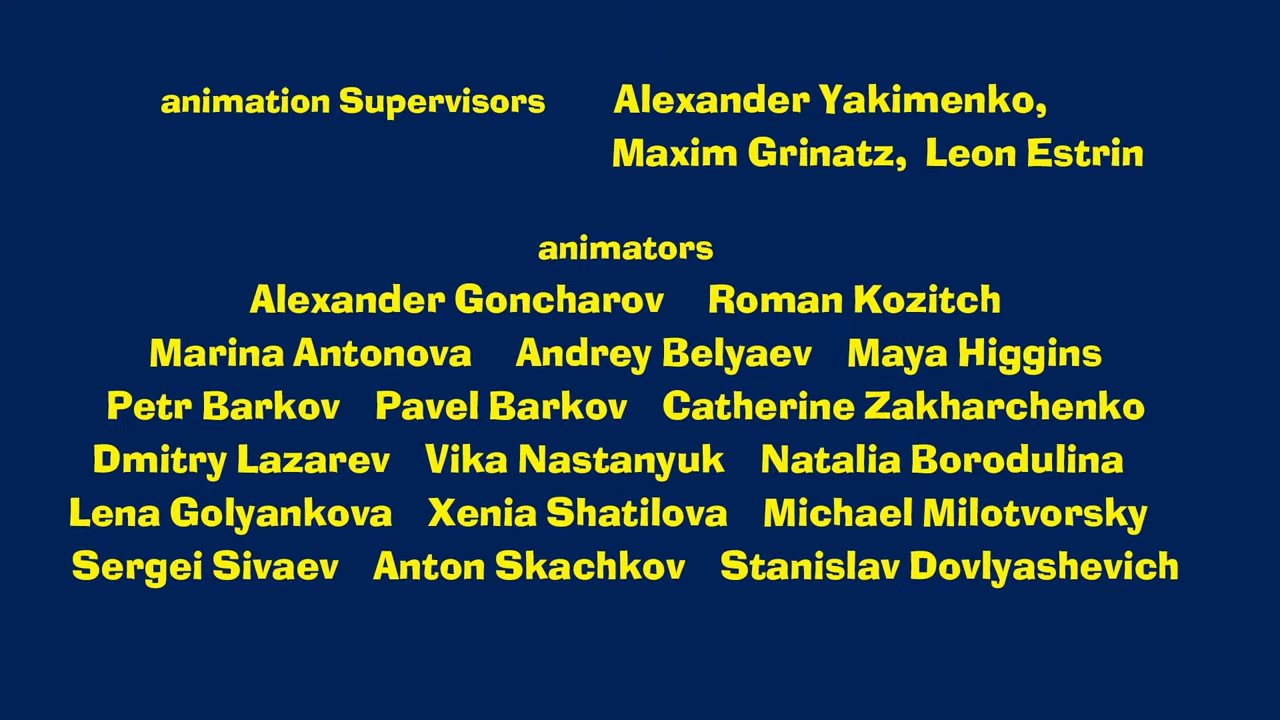 animation Supervisors Alexander Yakimenko,
Maxim Grinatz, Leon Estrin
animators
Alexander Goncharov Roman Kozitch
Marina Antonova Andrey Belyaev Maya Higgins
Petr Barkov Pavel Barkov Catherine Zakharchenko
Dmitry Lazarev Vika Nastanyuk Natalia Borodulina
Lena Golyankova Xenia Shatilova Michael Milotvorsky
Sergei Sivaev Anton Skachkov Stanislav Dovlyashevich